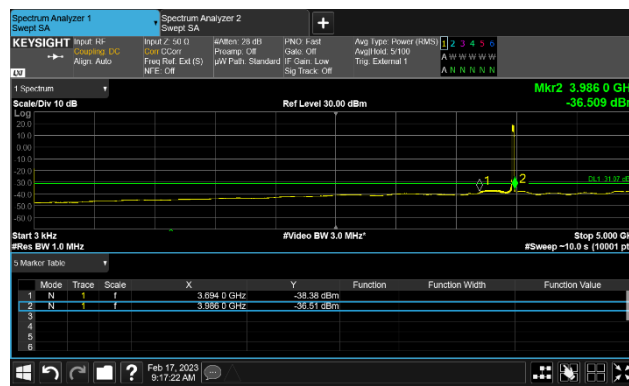 Spectrum Analyzer 1
Swept SA
Spectrum Analyzer 2
Swept SA
+
KEYSIGHT
Input: RF
Coupling: DC
Align: Auto
Input Z: 50 Ω
Corr CCorr
Freq Ref: Ext (S)
NFE: Off
#Atten: 28 dB
Preamp: Off
µW Path: Standard
PNO: Fast
Gate: Off
IF Gain: Low
Sig Track: Off
Avg Type: Power (RMS)
Avg|Hold: 5/100
Trig: External 1
1 2 3 4 5 6
A W W W W W
A N N N N N
LXI
1 Spectrum
Mkr2 3.986 0 GH
Scale/Div 10 dB
Ref Level 30.00 dBm
-36.509 dB
Log
20.0
10.0
0.00
-10.0
-20.0
-30.0
-40.0
-50.0
-60.0
1
2
DL1 31.07 dB
Start 3 kHz
#Video BW 3.0 MHz*
Stop 5.000 G
#Res BW 1.0 MHz
#Sweep ~10.0 s (10001 pt
5 Marker Table
Mode Trace Scale X Y Function Function Width Function Value
1 N 1 f 3.694 0 GHz -38.38 dBm
2 N 1 f 3.986 0 GHz -36.51 dBm
3
4
5
6
?
Feb 17, 2023
9:17:22 AM